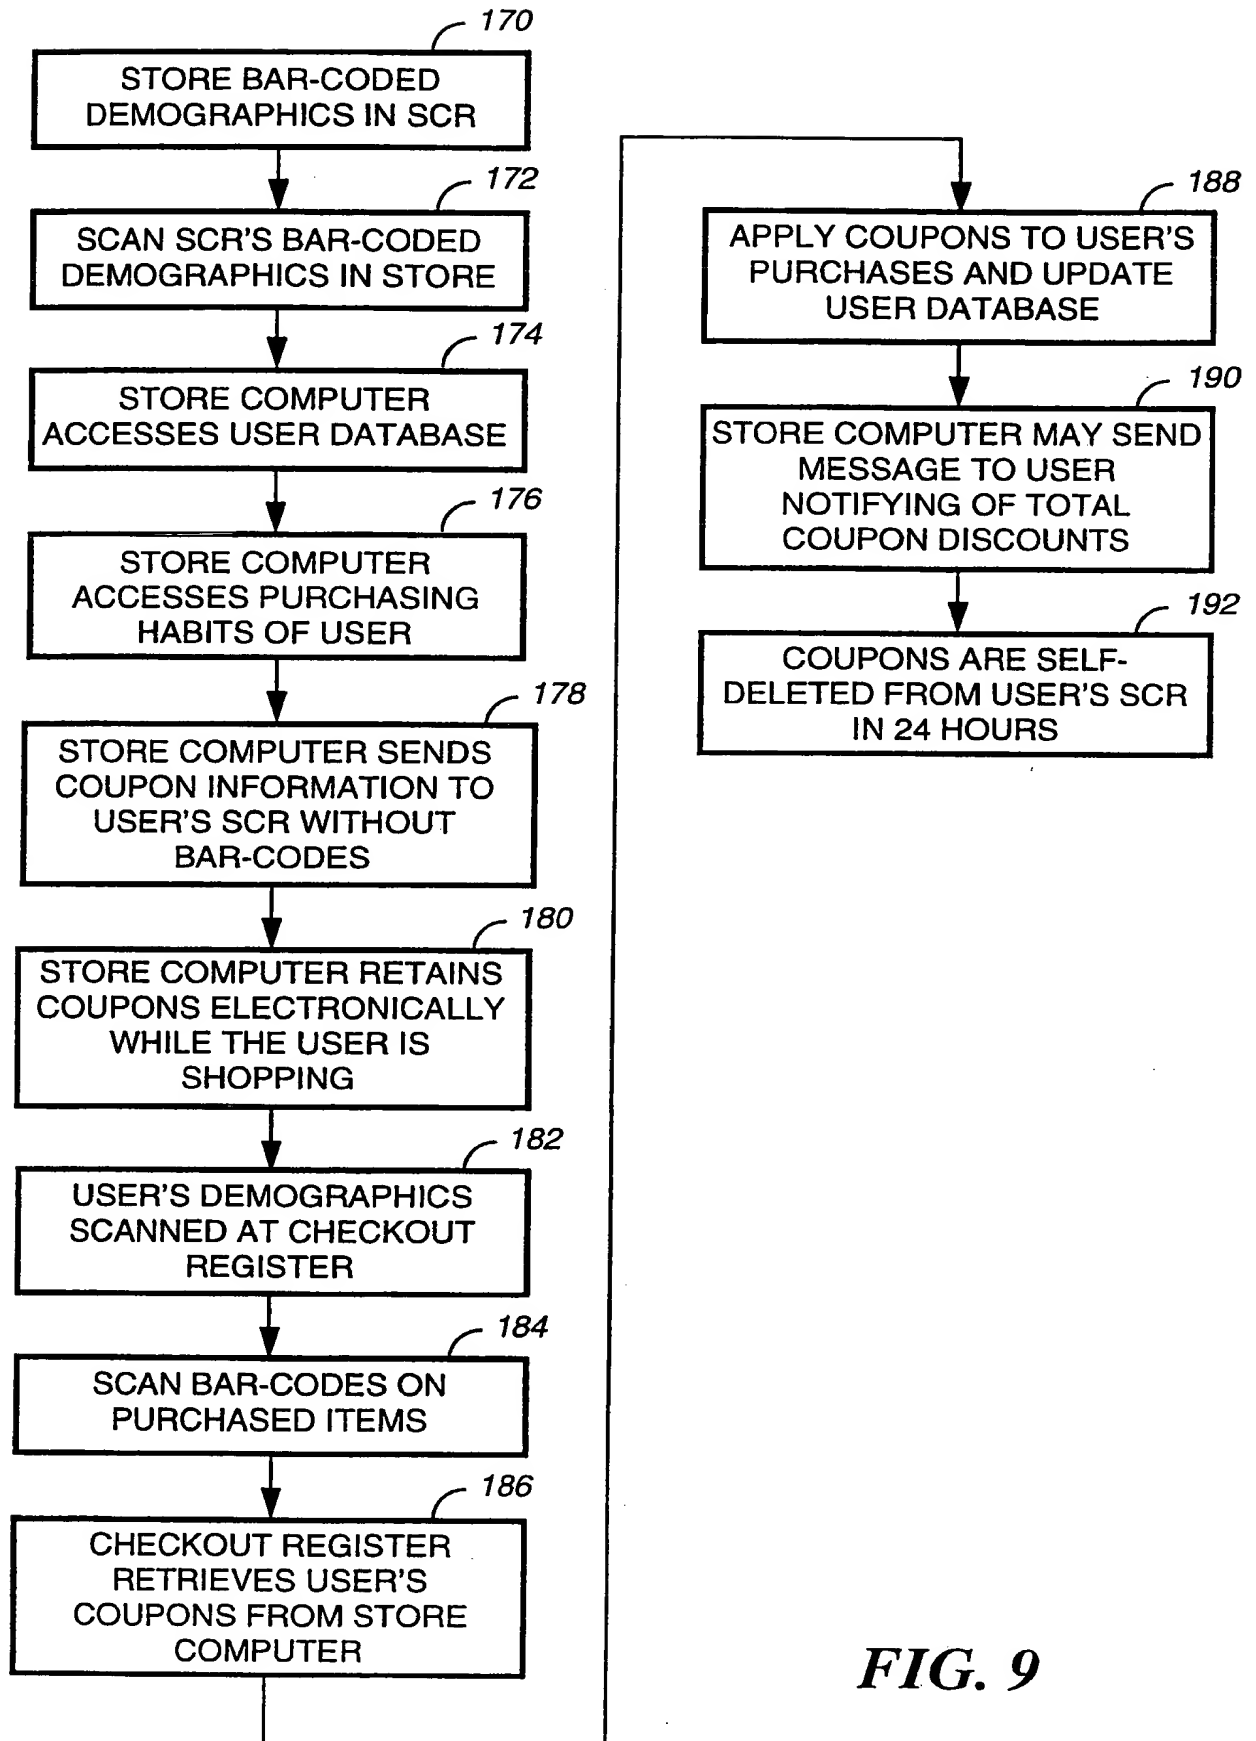 170
STORE BAR-CODED
DEMOGRAPHICS IN SCR
172
SCAN SCR'S BAR-CODED
DEMOGRAPHICS IN STORE
174
STORE COMPUTER
ACCESSES USER DATABASE
176
STORE COMPUTER
ACCESSES PURCHASING
HABITS OF USER
178
STORE COMPUTER SENDS
COUPON INFORMATION TO
USER'S SCR WITHOUT
BAR-CODES
180
STORE COMPUTER RETAINS
COUPONS ELECTRONICALLY
WHILE THE USER IS
SHOPPING
182
USER'S DEMOGRAPHICS
SCANNED AT CHECKOUT
REGISTER
184
SCAN BAR-CODES ON
PURCHASED ITEMS
186
CHECKOUT REGISTER
RETRIEVES USER'S
COUPONS FROM STORE
COMPUTER
188
APPLY COUPONS TO USER'S
PURCHASES AND UPDATE
USER DATABASE
190
STORE COMPUTER MAY SEND
MESSAGE TO USER
NOTIFYING OF TOTAL
COUPON DISCOUNTS
192
COUPONS ARE SELF-
DELETED FROM USER'S SCR
IN 24 HOURS
FIG. 9